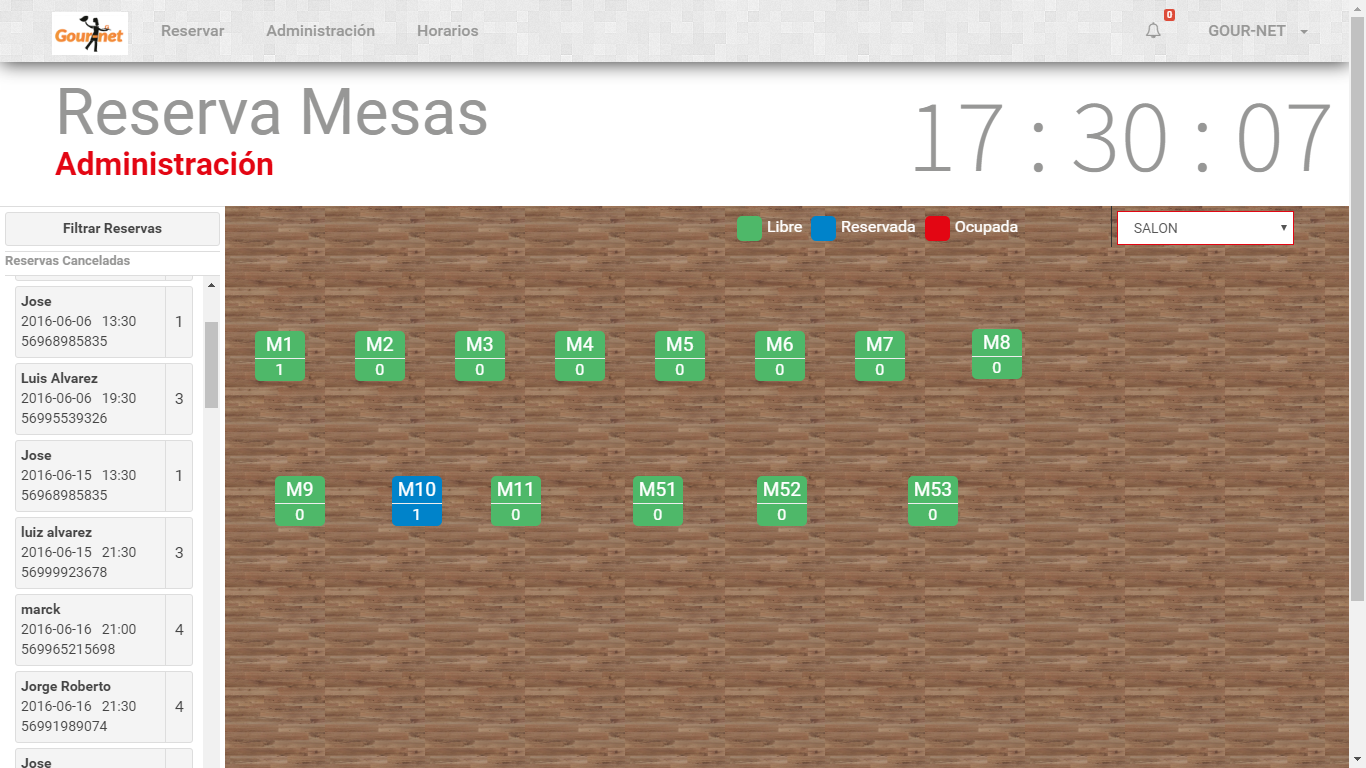 Gour-net
Reservar
Administración
Horarios
0
GOUR-NET
Reserva Mesas
Administración
17 : 30 : 07
Filtrar Reservas
Reservas Canceladas
Jose
2016-06-06 13:30
56968985835
1
Luis Alvarez
2016-06-06 19:30
56995539326
3
Jose
2016-06-15 13:30
56968985835
1
luiz alvarez
2016-06-15 21:30
56999923678
3
marck
2016-06-16 21:00
569965215698
4
Jorge Roberto
2016-06-16 21:30
56991989074
4
Jose
Libre
Reservada
Ocupada
SALON
M1
1
M2
0
M3
0
M4
0
M5
0
M6
0
M7
0
M8
0
M9
0
M10
1
M11
0
M51
0
M52
0
M53
0